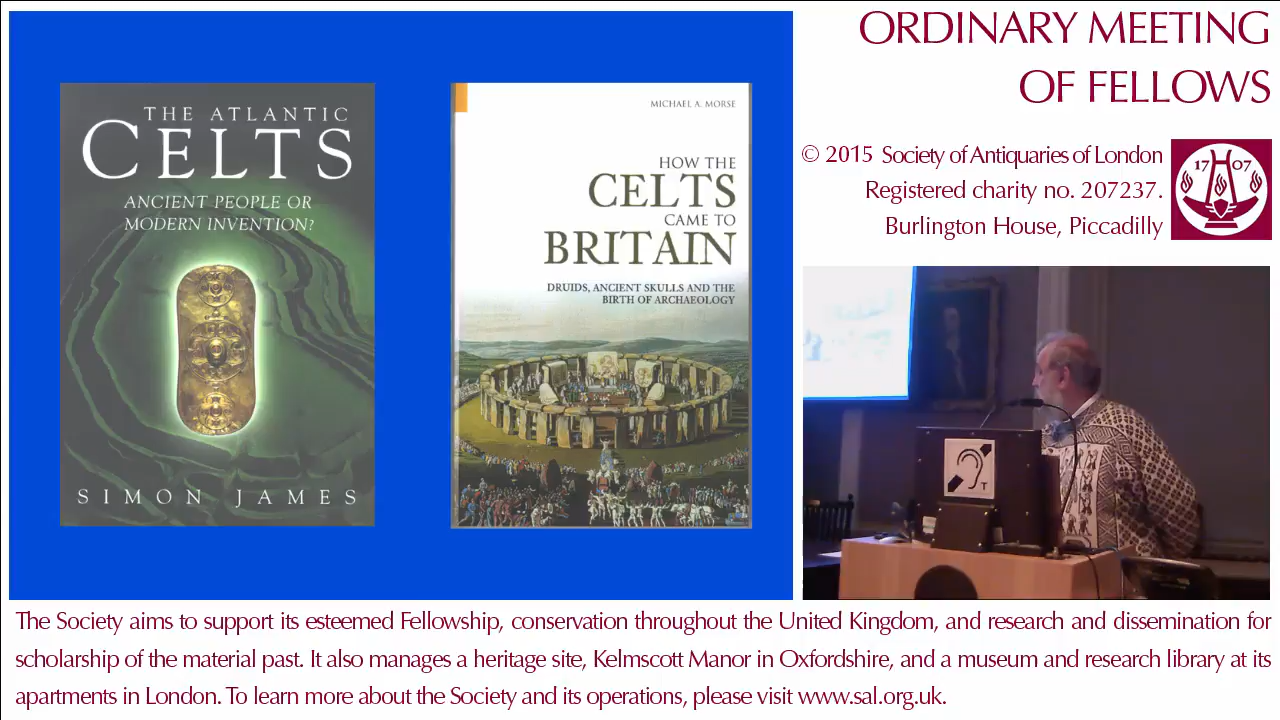 THE ATLANTIC
CELTS
ANCIENT PEOPLE OR
MODERN INVENTION?
SIMON JAMES
MICHAEL A. MORSE
HOW THE
CELTS
CAME TO
BRITAIN
DRUIDS, ANCIENT SKULLS AND THE
BIRTH OF ARCHAEOLOGY
ORDINARY MEETING
OF FELLOWS
© 2015 Society of Antiquaries of London
Registered charity no. 207237.
Burlington House, Piccadilly
17 07
T
The Society aims to support its esteemed Fellowship, conservation throughout the United Kingdom, and research and dissemination for
scholarship of the material past. It also manages a heritage site, Kelmscott Manor in Oxfordshire, and a museum and research library at its
apartments in London. To learn more about the Society and its operations, please visit www.sal.org.uk.